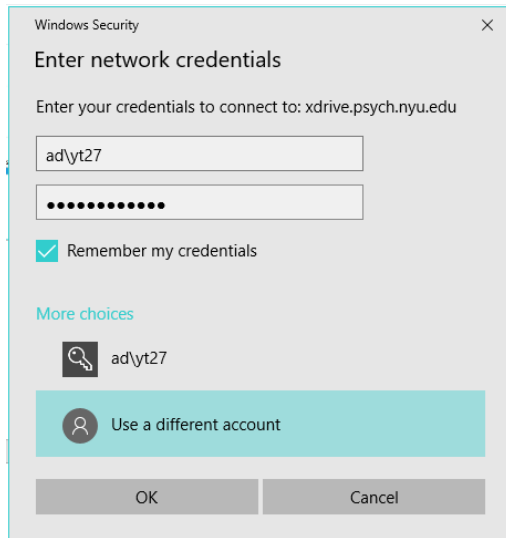 Windows Security
Enter network credentials
Enter your credentials to connect to: xdrive.psych.nyu.edu
ad\yt27
●●●●●●●●●●●●
Remember my credentials
More choices
ad\yt27
Use a different account
OK
Cancel